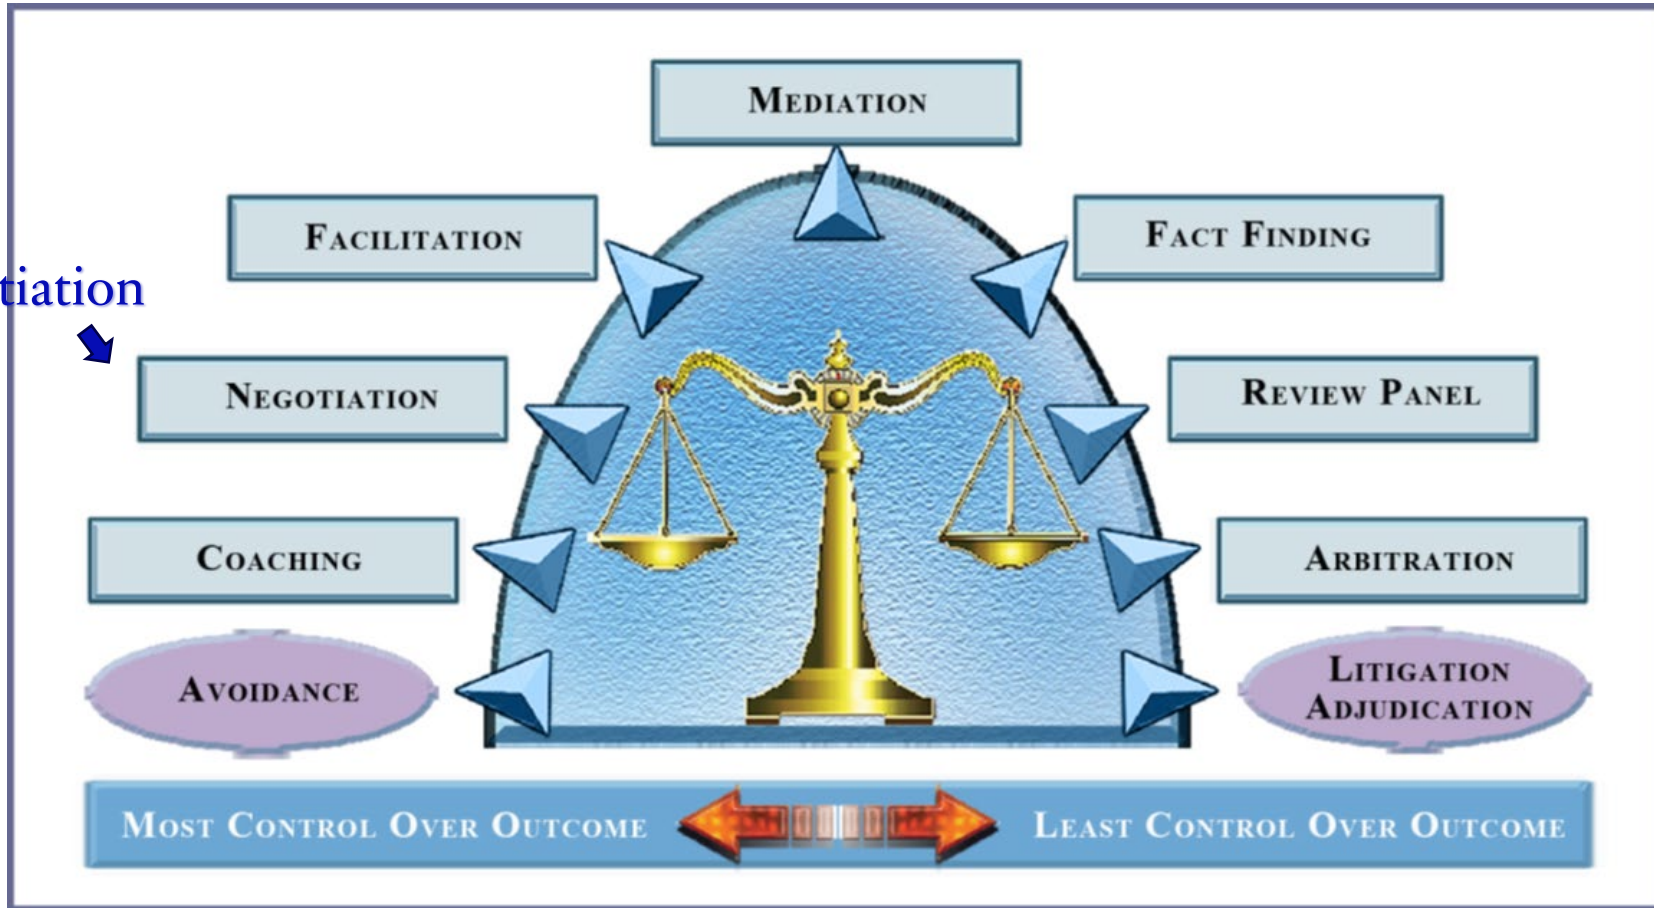 MEDIATION
FACILITATION
FACT FINDING
tiation
NEGOTIATION
REVIEW PANEL
COACHING
ARBITRATION
AVOIDANCE
LITIGATION
ADJUDICATION
MOST CONTROL OVER OUTCOME
LEAST CONTROL OVER OUTCOME